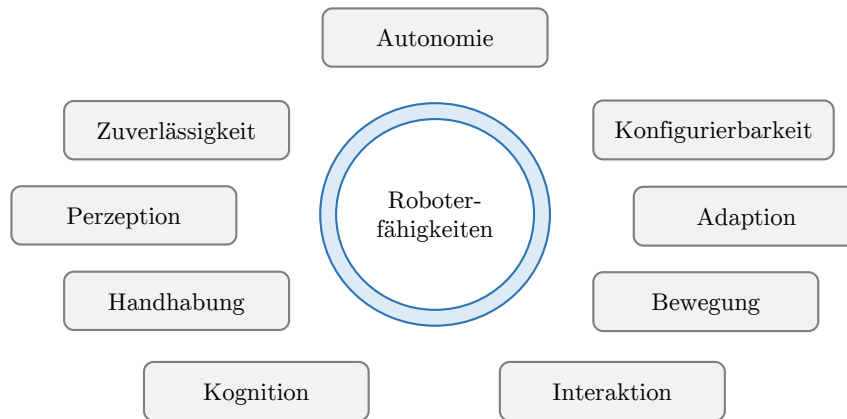 Autonomie
Zuverlässigkeit
Konfigurierbarkeit
Perzeption
Roboter-
fähigkeiten
Adaption
Handhabung
Bewegung
Kognition
Interaktion